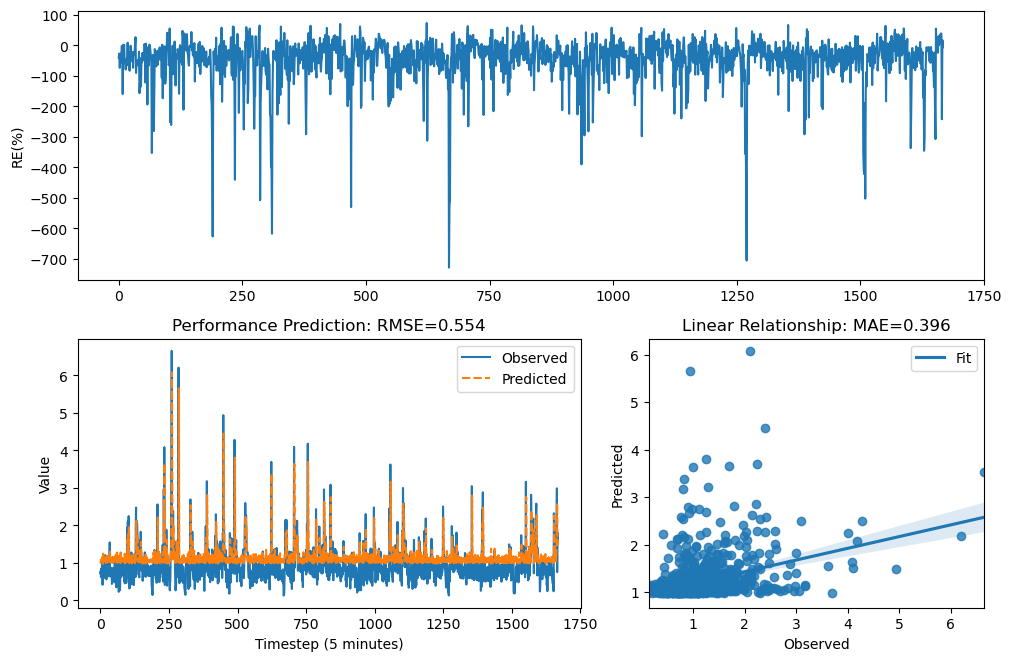 100
0
−100
−200
−300
−400
−500
−600
−700
RE(%)
0 250 500 750 1000 1250 1500 1750
Performance Prediction: RMSE=0.554
Observed
Predicted
6
5
4
3
2
1
0
Value
0 250 500 750 1000 1250 1500 1750
Timestep (5 minutes)
Linear Relationship: MAE=0.396
Fit
6
5
4
3
2
1
Predicted
1 2 3 4 5 6
Observed